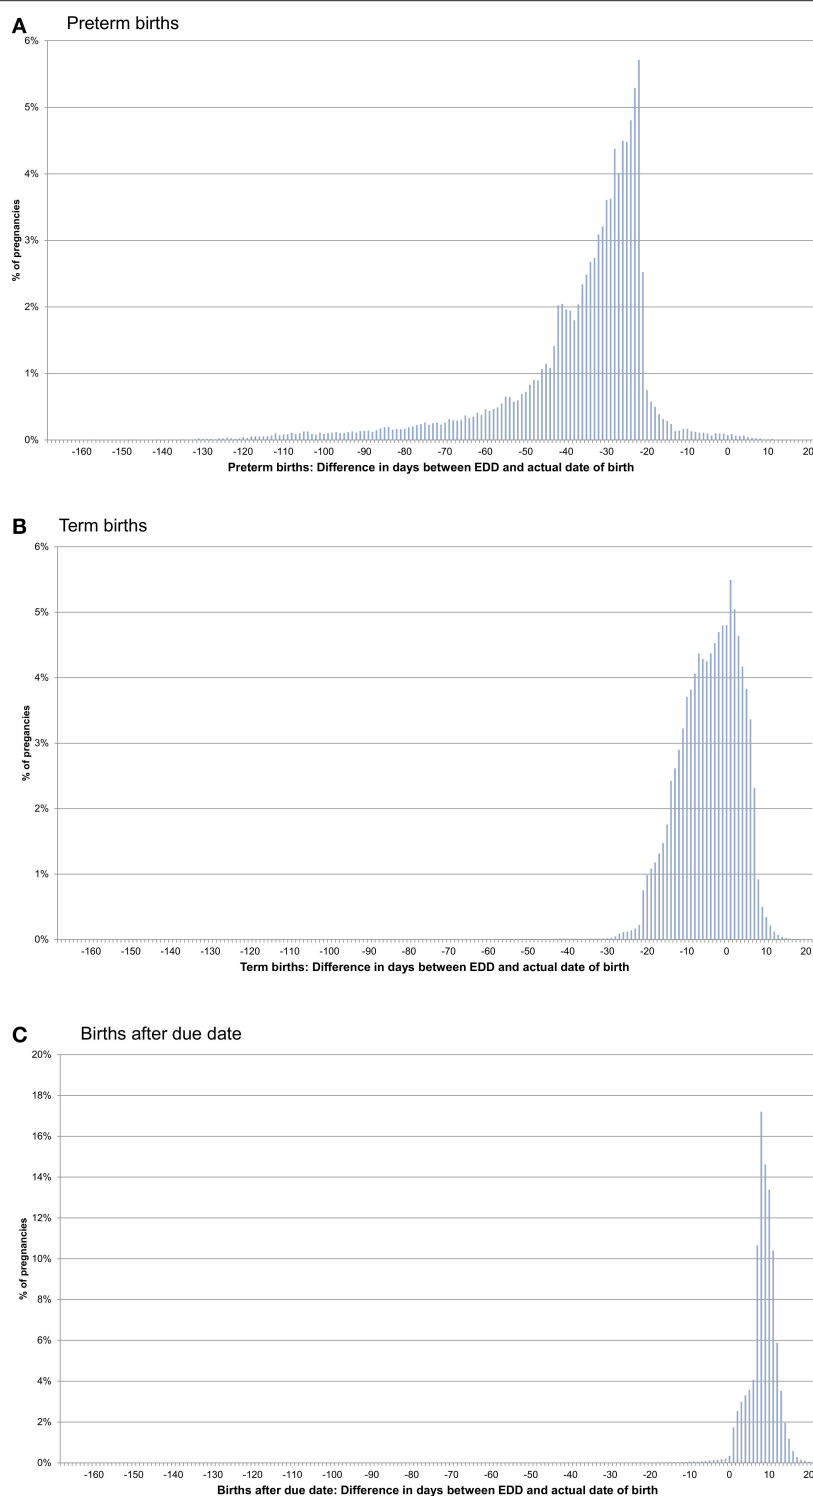 A Preterm births
6%
5%
4%
3%
2%
1%
0%
% of pregnancies
-160 -150 -140 -130 -120 -110 -100 -90 -80 -70 -60 -50 -40 -30 -20 -10 0 10 20
Preterm births: Difference in days between EDD and actual date of birth
B Term births
6%
5%
4%
3%
2%
1%
0%
% of pregancies
-160 -150 -140 -130 -120 -110 -100 -90 -80 -70 -60 -50 -40 -30 -20 -10 0 10 20
Term births: Difference in days between EDD and actual date of birth
C Births after due date
20%
18%
16%
14%
12%
10%
8%
6%
4%
2%
0%
% of pregnancies
-160 -150 -140 -130 -120 -110 -100 -90 -80 -70 -60 -50 -40 -30 -20 -10 0 10 20
Births after due date: Difference in days between EDD and actual date of birth